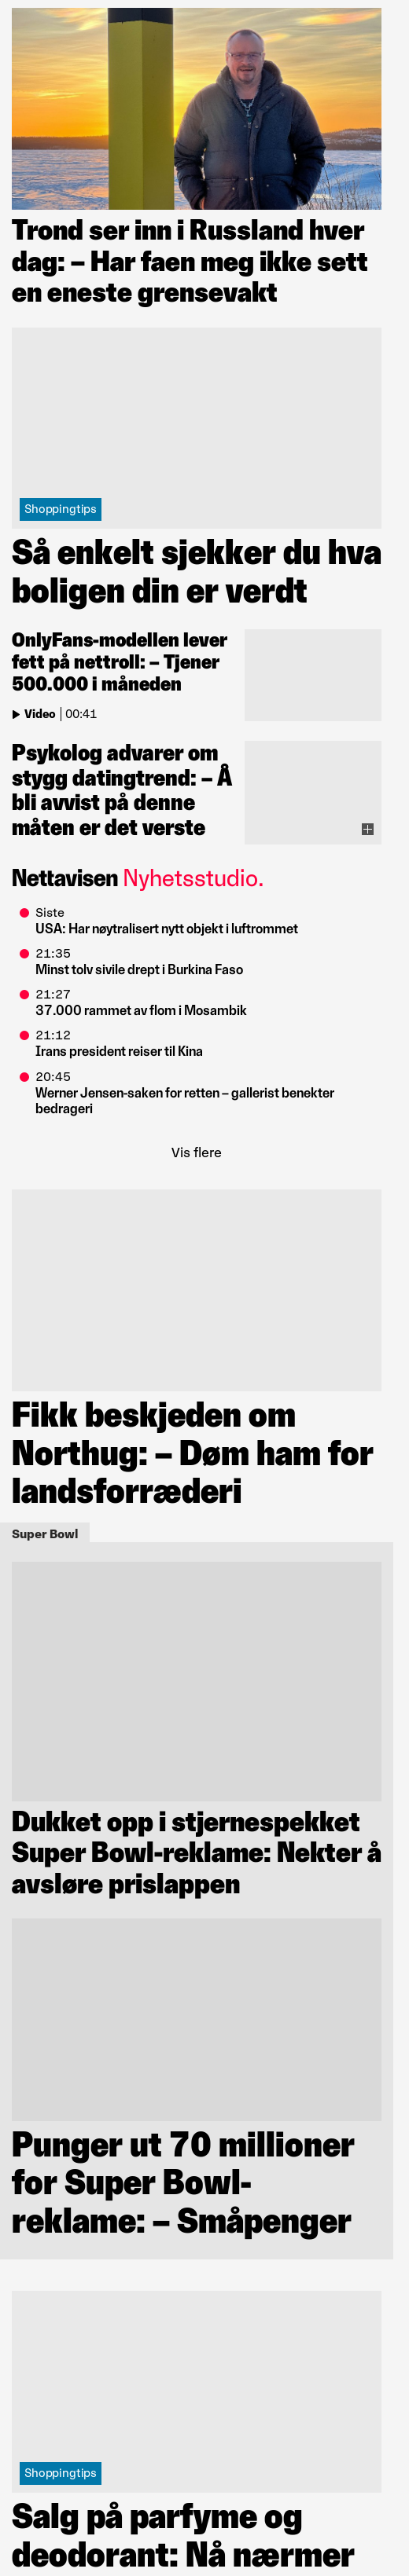 Trond ser inn i Russland hver
dag: – Har faen meg ikke sett
en eneste grensevakt
Shoppingtips
Så enkelt sjekker du hva
boligen din er verdt
OnlyFans-modellen lever
fett på nettroll: – Tjener
500.000 i måneden
Video | 00:41
Psykolog advarer om
stygg datingtrend: – Å
bli avvist på denne
måten er det verste
Nettavisen Nyhetsstudio.
Siste
USA: Har nøytralisert nytt objekt i luftrommet
21:35
Minst tolv sivile drept i Burkina Faso
21:27
37.000 rammet av flom i Mosambik
21:12
Irans president reiser til Kina
20:45
Werner Jensen-saken for retten – gallerist benekter
bedrageri
Vis flere
Fikk beskjeden om
Northug: – Døm ham for
landsforræderi
Super Bowl
Dukket opp i stjernespekket
Super Bowl-reklame: Nekter å
avsløre prislappen
Punger ut 70 millioner
for Super Bowl-
reklame: – Småpenger
Shoppingtips
Salg på parfyme og
deodorant: Nå nærmer